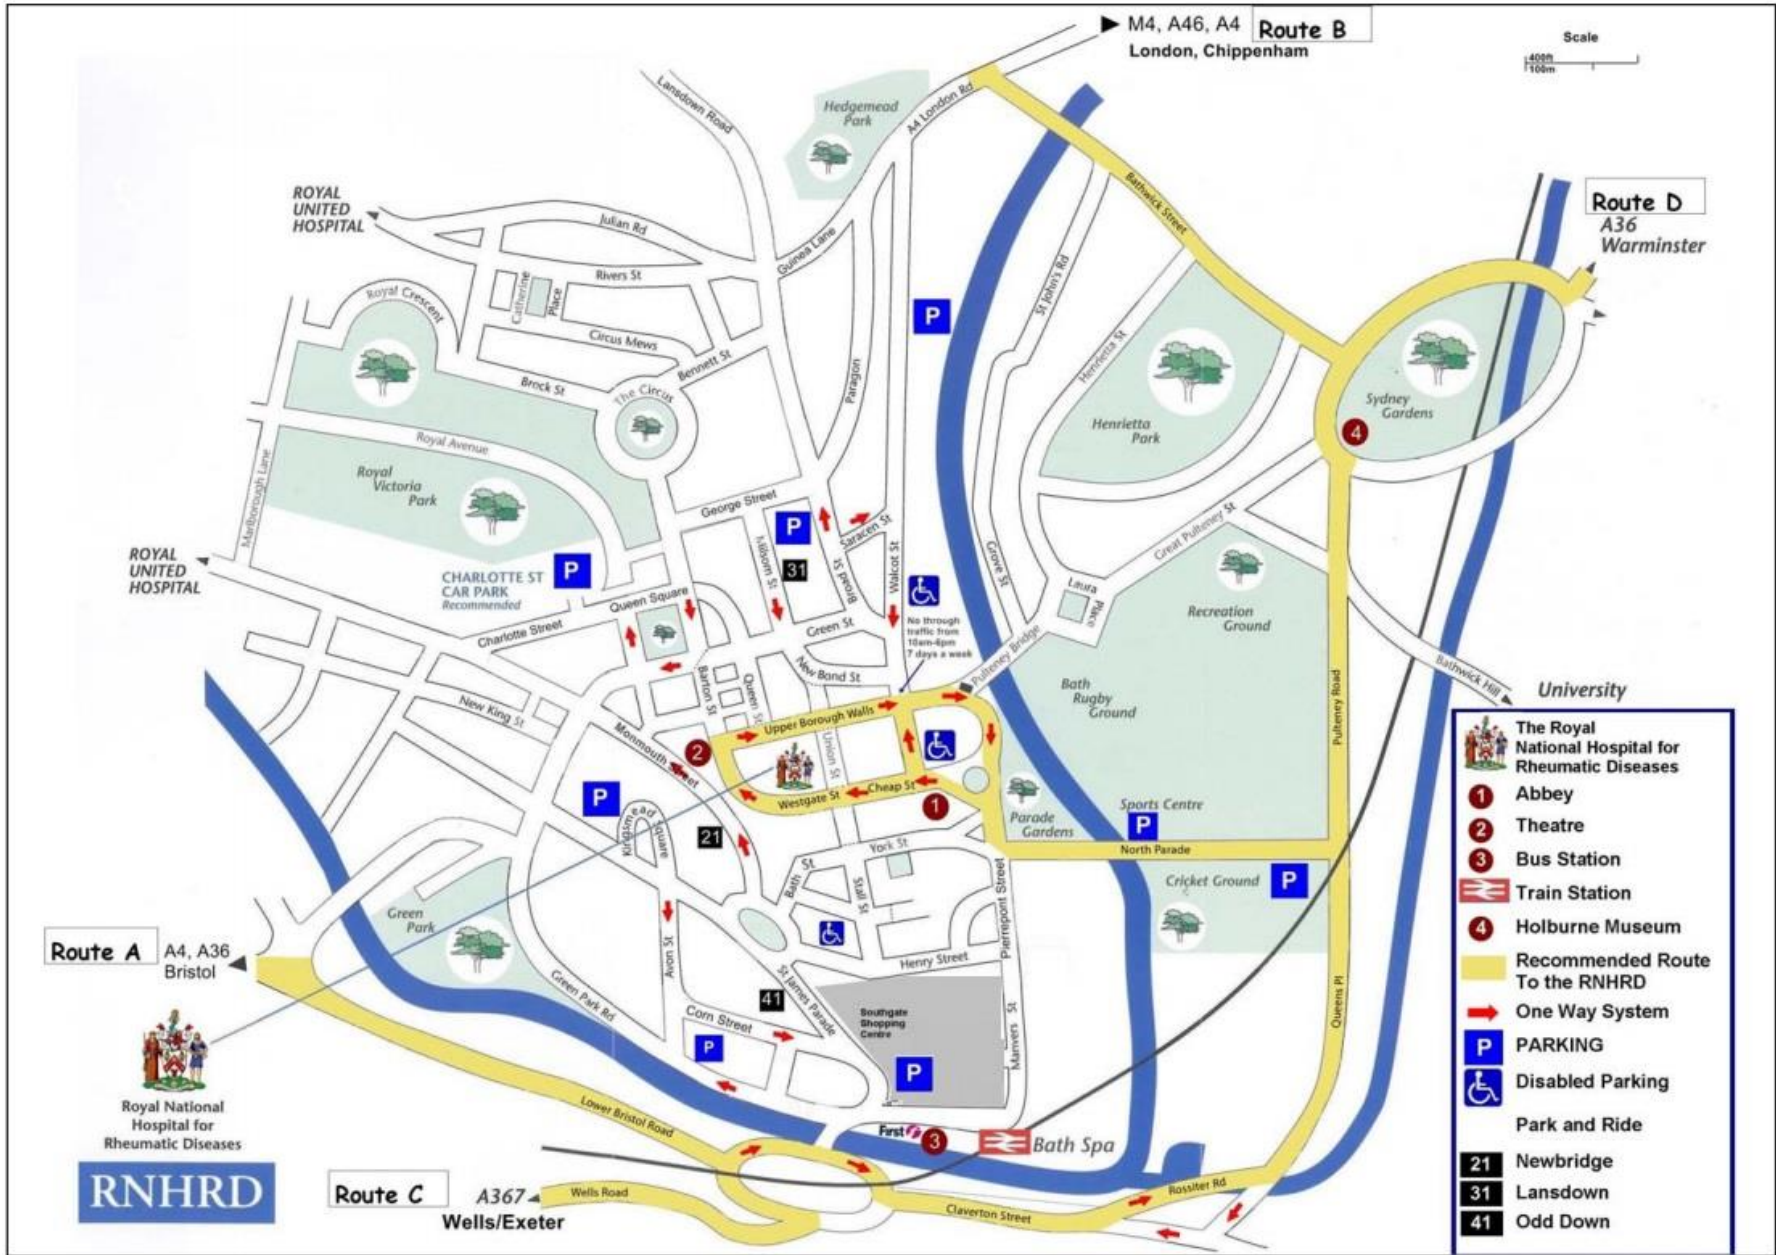 M4, A46, A4
Route B
London, Chippenham
Scale
400ft
100m
Lansdown Road
Hedgemead
Park
A4 London Rd
ROYAL
UNITED
HOSPITAL
Julian Rd
Guinea Lane
Bathwick Street
Route D
A36
Warminster
Rivers St
Catherine
Place
Royal Crescent
Circus Mews
Bennett St
Brock St
The Circus
Paragon
P
St John's Rd
Henrietta St
Henrietta
Park
Sydney
Gardens
4
Royal Avenue
Royal
Victoria
Park
Marlborough Lane
George Street
P
Saracen St
Milsom St
31
Broad St
Walcot St
Grove St
Great Pulteney St
ROYAL
UNITED
HOSPITAL
CHARLOTTE ST
CAR PARK
Recommended
P
Queen Square
Charlotte Street
Green St
No through
traffic from
10am-6pm
7 days a week
Laura
Place
Recreation
Ground
Pulteney Bridge
New Bond St
Barton St
Queen St
Bath
Rugby
Ground
Pulteney Road
Bathwick Hill
University
New King St
Monmouth Street
2
Upper Borough Walls
Union St
Westgate St
Cheap St
1
Parade
Gardens
Sports Centre
P
North Parade
P
Kingsmead
Square
21
York St
Bath St
Stall St
Pierrepont Street
Cricket Ground
P
Green
Park
Route A
A4, A36
Bristol
Green Park Rd
Avon St
41
Corn Street
St James Parade
Henry Street
Southgate
Shopping
Centre
Manvers St
Queens Pl
P
P
Royal National
Hospital for
Rheumatic Diseases
RNHRD
Lower Bristol Road
First
3
Bath Spa
Route C
A367
Wells/Exeter
Wells Road
Claverton Street
Rossiter Rd
The Royal
National Hospital for
Rheumatic Diseases
1 Abbey
2 Theatre
3 Bus Station
Train Station
4 Holburne Museum
Recommended Route
To the RNHRD
One Way System
P PARKING
Disabled Parking
Park and Ride
21 Newbridge
31 Lansdown
41 Odd Down